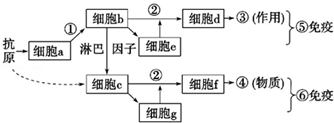 ① 细胞b ② 细胞d ③(作用)
⑤免疫
抗原 细胞a 淋巴 因子 细胞e
② 细胞c 细胞f ④(物质)
⑥免疫
细胞g